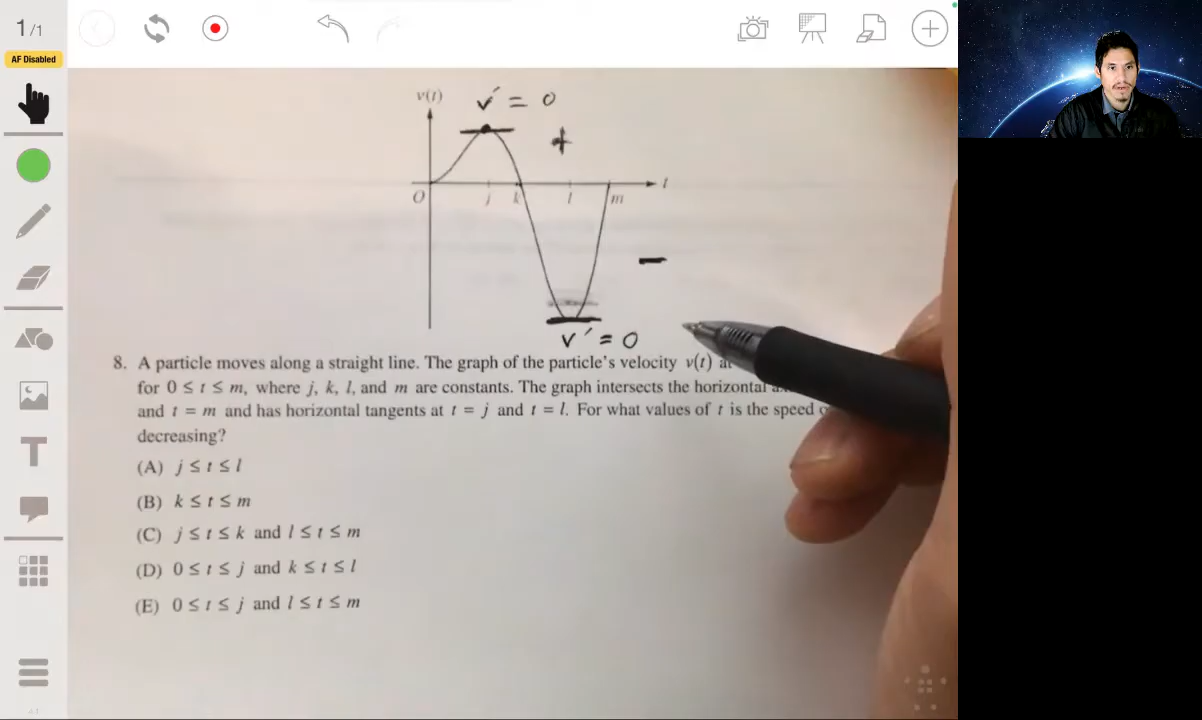 1/1
AF Disabled
v(t)
v' = 0
+
t
O
j
k
l
m
-
v' = 0
8. A particle moves along a straight line. The graph of the particle's velocity v(t)
for 0 ≤ t ≤ m, where j, k, l, and m are constants. The graph intersects the horizontal
and t = m and has horizontal tangents at t = j and t = l. For what values of t is the speed
decreasing?
(A) j ≤ t ≤ l
(B) k ≤ t ≤ m
(C) j ≤ t ≤ k and l ≤ t ≤ m
(D) 0 ≤ t ≤ j and k ≤ t ≤ l
(E) 0 ≤ t ≤ j and l ≤ t ≤ m
T